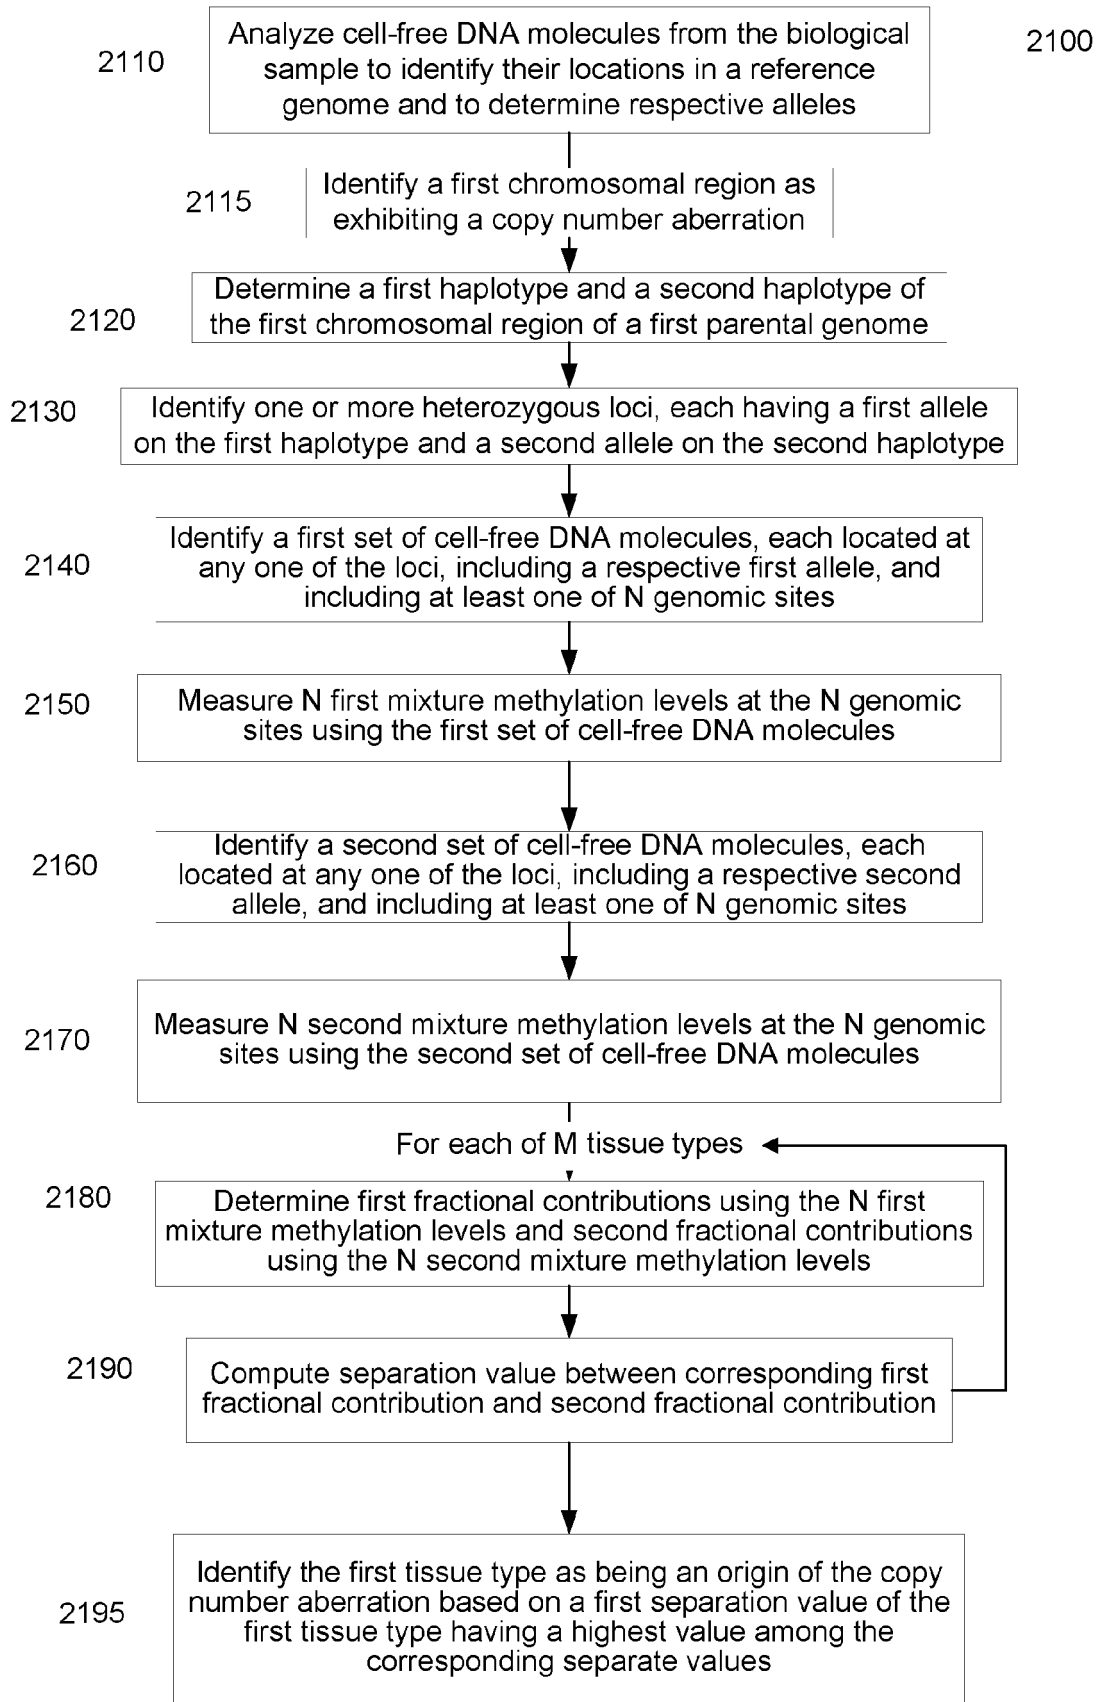 2100
2110
Analyze cell-free DNA molecules from the biological
sample to identify their locations in a reference
genome and to determine respective alleles
2115
Identify a first chromosomal region as
exhibiting a copy number aberration
2120
Determine a first haplotype and a second haplotype of
the first chromosomal region of a first parental genome
2130
Identify one or more heterozygous loci, each having a first allele
on the first haplotype and a second allele on the second haplotype
2140
Identify a first set of cell-free DNA molecules, each located at
any one of the loci, including a respective first allele, and
including at least one of N genomic sites
2150
Measure N first mixture methylation levels at the N genomic
sites using the first set of cell-free DNA molecules
2160
Identify a second set of cell-free DNA molecules, each
located at any one of the loci, including a respective second
allele, and including at least one of N genomic sites
2170
Measure N second mixture methylation levels at the N genomic
sites using the second set of cell-free DNA molecules
For each of M tissue types
2180
Determine first fractional contributions using the N first
mixture methylation levels and second fractional contributions
using the N second mixture methylation levels
2190
Compute separation value between corresponding first
fractional contribution and second fractional contribution
2195
Identify the first tissue type as being an origin of the copy
number aberration based on a first separation value of the
first tissue type having a highest value among the
corresponding separate values